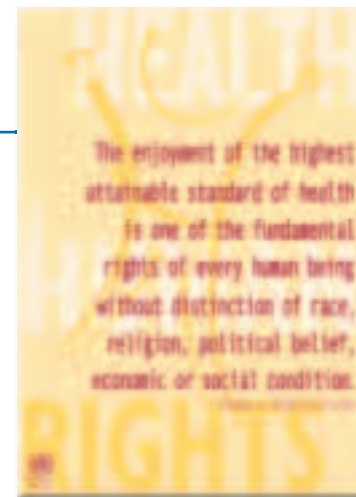 HEALTH
The enjoyment of the highest
attainable standard of health
is one of the fundamental
rights of every human being
without distinction of race,
religion, political belief,
economic or social condition.
RIGHTS